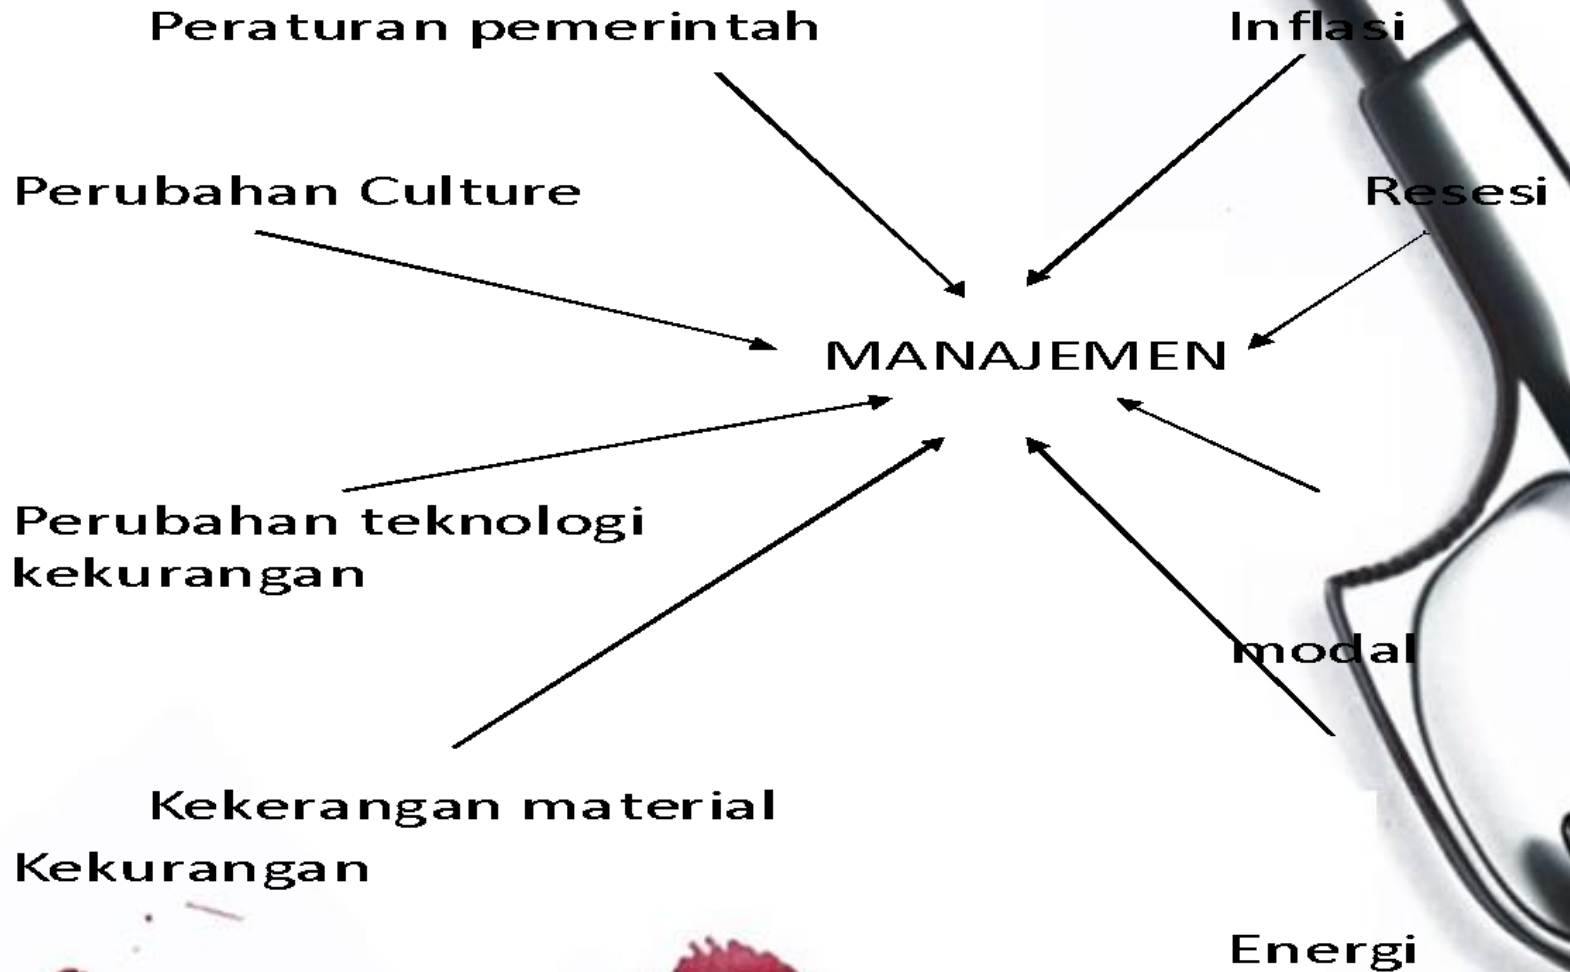 Peraturan pemerintah
Inflasi
Perubahan Culture
Resesi
MANAJEMEN
Perubahan teknologi
kekurangan
modal
Kekerangan material
Kekurangan
Energi